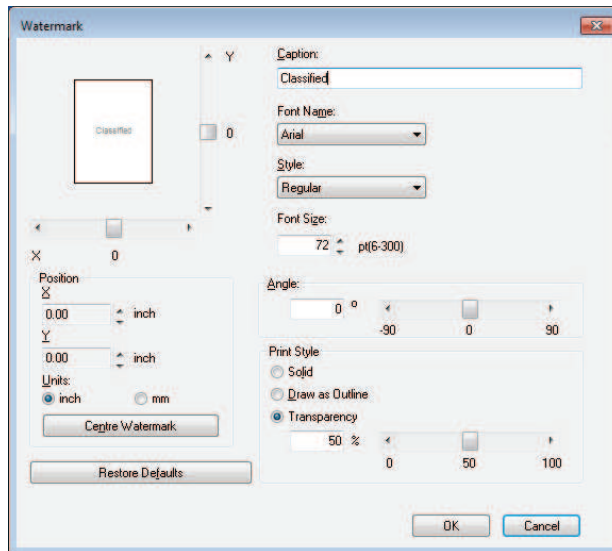 Watermark
Y
Classified
0
X 0
Position
X
0.00 inch
Y
0.00 inch
Units:
inch mm
Centre Watermark
Restore Defaults
Caption:
Classified
Font Name:
Arial
Style:
Regular
Font Size:
72 pt(6-300)
Angle:
0 °
-90 0 90
Print Style
Solid
Draw as Outline
Transparency
50 %
0 50 100
OK Cancel